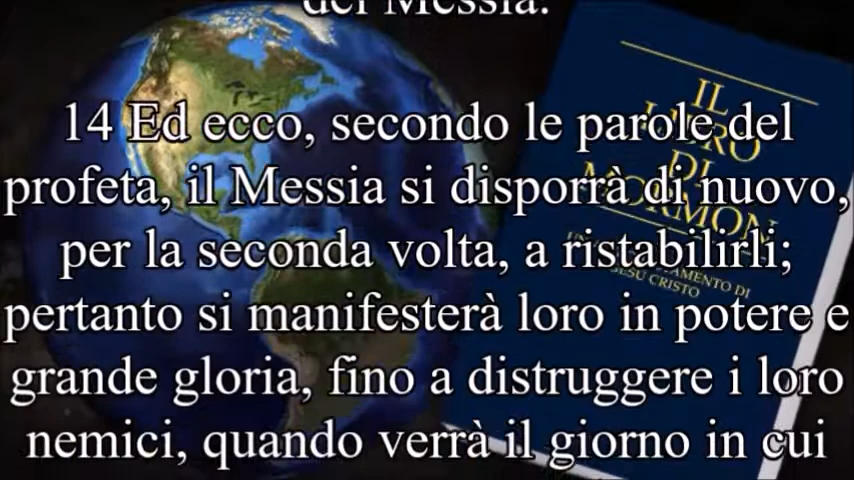 del Messia.
14 Ed ecco, secondo le parole del
profeta, il Messia si disporrà di nuovo,
per la seconda volta, a ristabilirli;
pertanto si manifesterà loro in potere e
grande gloria, fino a distruggere i loro
nemici, quando verrà il giorno in cui
IL
LIBRO
DI
MORMON
TAMENTO DI
GESÙ CRISTO